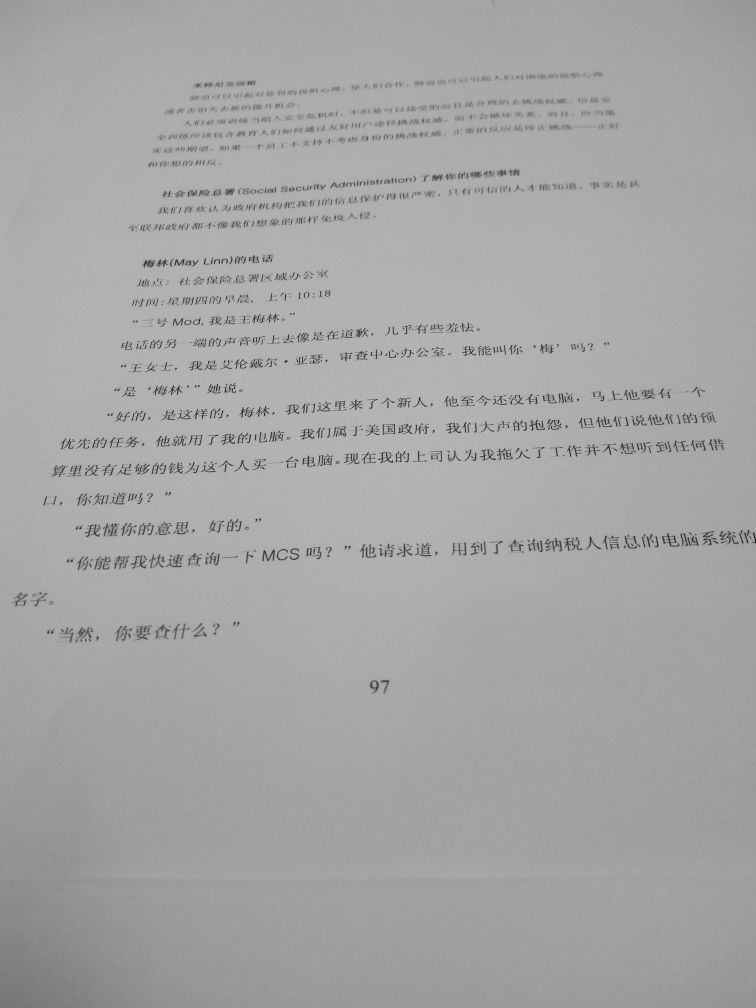 米特尼克信箱
胁迫可以引起对惩罚的惧惧心理，使人们合作。胁迫也可以引起人们对困境的惧惧心理
或者害怕失去新的提升机会。
人们必须训练当陷入安全危机时，不但是可以接受的而且是合理的去挑战权威。信息安
全训练应该包含教育人们如何通过友好用户途径挑战权威，而不会破坏关系。而且，应当落
实这些期望。如果一个员工不支持不考虑身份的挑战权威，正常的反应是停止挑战——正好
和你想的相反。
社会保险总署(Social Security Administration)了解你的哪些事情
我们喜欢认为政府机构把我们的信息保护得很严密，只有可信的人才能知道。事实是甚
至联邦政府都不像我们想象的那样免疫入侵。
梅林(May Linn)的电话
地点：社会保险总署区域办公室
时间:星期四的早晨，上午 10:18
“三号 Mod, 我是王梅林。”
电话的另一端的声音听上去像是在道歉，几乎有些羞怯。
“王女士，我是艾伦戴尔·亚瑟，审查中心办公室。我能叫你‘梅’吗？”
“是‘梅林’”她说。
“好的，是这样的，梅林，我们这里来了个新人，他至今还没有电脑，马上他要有一个
优先的任务，他就用了我的电脑。我们属于美国政府，我们大声的抱怨，但他们说他们的预
算里没有足够的钱为这个人买一台电脑。现在我的上司认为我拖欠了工作并不想听到任何借
口，你知道吗？”
“我懂你的意思，好的。”
“你能帮我快速查询一下 MCS 吗？”他请求道，用到了查询纳税人信息的电脑系统的
名字。
“当然，你要查什么？”
97